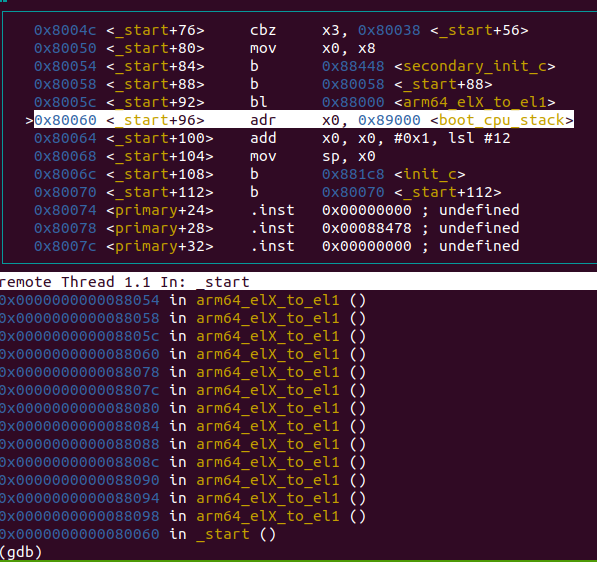 0x8004c <_start+76> cbz x3, 0x80038 <_start+56>
0x80050 <_start+80> mov x0, x8
0x80054 <_start+84> b 0x88448 <secondary_init_c>
0x80058 <_start+88> b 0x80058 <_start+88>
0x8005c <_start+92> bl 0x88000 <arm64_elX_to_el1>
>0x80060 <_start+96> adr x0, 0x89000 <boot_cpu_stack>
0x80064 <_start+100> add x0, x0, #0x1, lsl #12
0x80068 <_start+104> mov sp, x0
0x8006c <_start+108> b 0x881c8 <init_c>
0x80070 <_start+112> b 0x80070 <_start+112>
0x80074 <primary+24> .inst 0x00000000 ; undefined
0x80078 <primary+28> .inst 0x00088478 ; undefined
0x8007c <primary+32> .inst 0x00000000 ; undefined
remote Thread 1.1 In: _start
0x0000000000088054 in arm64_elX_to_el1 ()
0x0000000000088058 in arm64_elX_to_el1 ()
0x000000000008805c in arm64_elX_to_el1 ()
0x0000000000088060 in arm64_elX_to_el1 ()
0x0000000000088078 in arm64_elX_to_el1 ()
0x000000000008807c in arm64_elX_to_el1 ()
0x0000000000088080 in arm64_elX_to_el1 ()
0x0000000000088084 in arm64_elX_to_el1 ()
0x0000000000088088 in arm64_elX_to_el1 ()
0x000000000008808c in arm64_elX_to_el1 ()
0x0000000000088090 in arm64_elX_to_el1 ()
0x0000000000088094 in arm64_elX_to_el1 ()
0x0000000000088098 in arm64_elX_to_el1 ()
0x0000000000080060 in _start ()
(gdb)